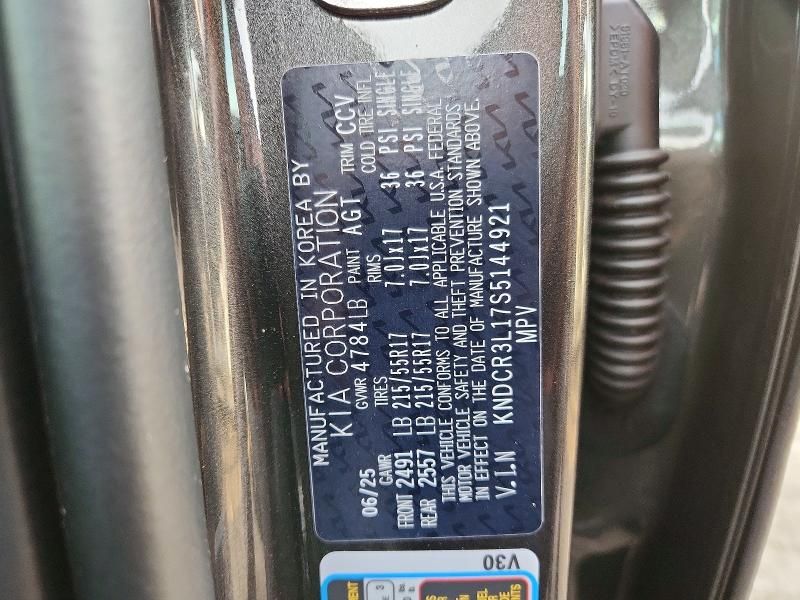 MANUFACTURED IN KOREA BY
KIA CORPORATION
06/25 GVWR 4784LB PAINT AGT TRIM CCV
GAWR TIRES RIMS COLD TIRE INFL
FRONT 2491 LB 215/55R17 7.0Jx17 36 PSI SINGLE
REAR 2557 LB 215/55R17 7.0Jx17 36 PSI SINGLE
THIS VEHICLE CONFORMS TO ALL APPLICABLE U.S.A. FEDERAL
MOTOR VEHICLE SAFETY AND THEFT PREVENTION STANDARDS
IN EFFECT ON THE DATE OF MANUFACTURE SHOWN ABOVE.
V.I.N KNDCR3L17S5144921
MPV
V30